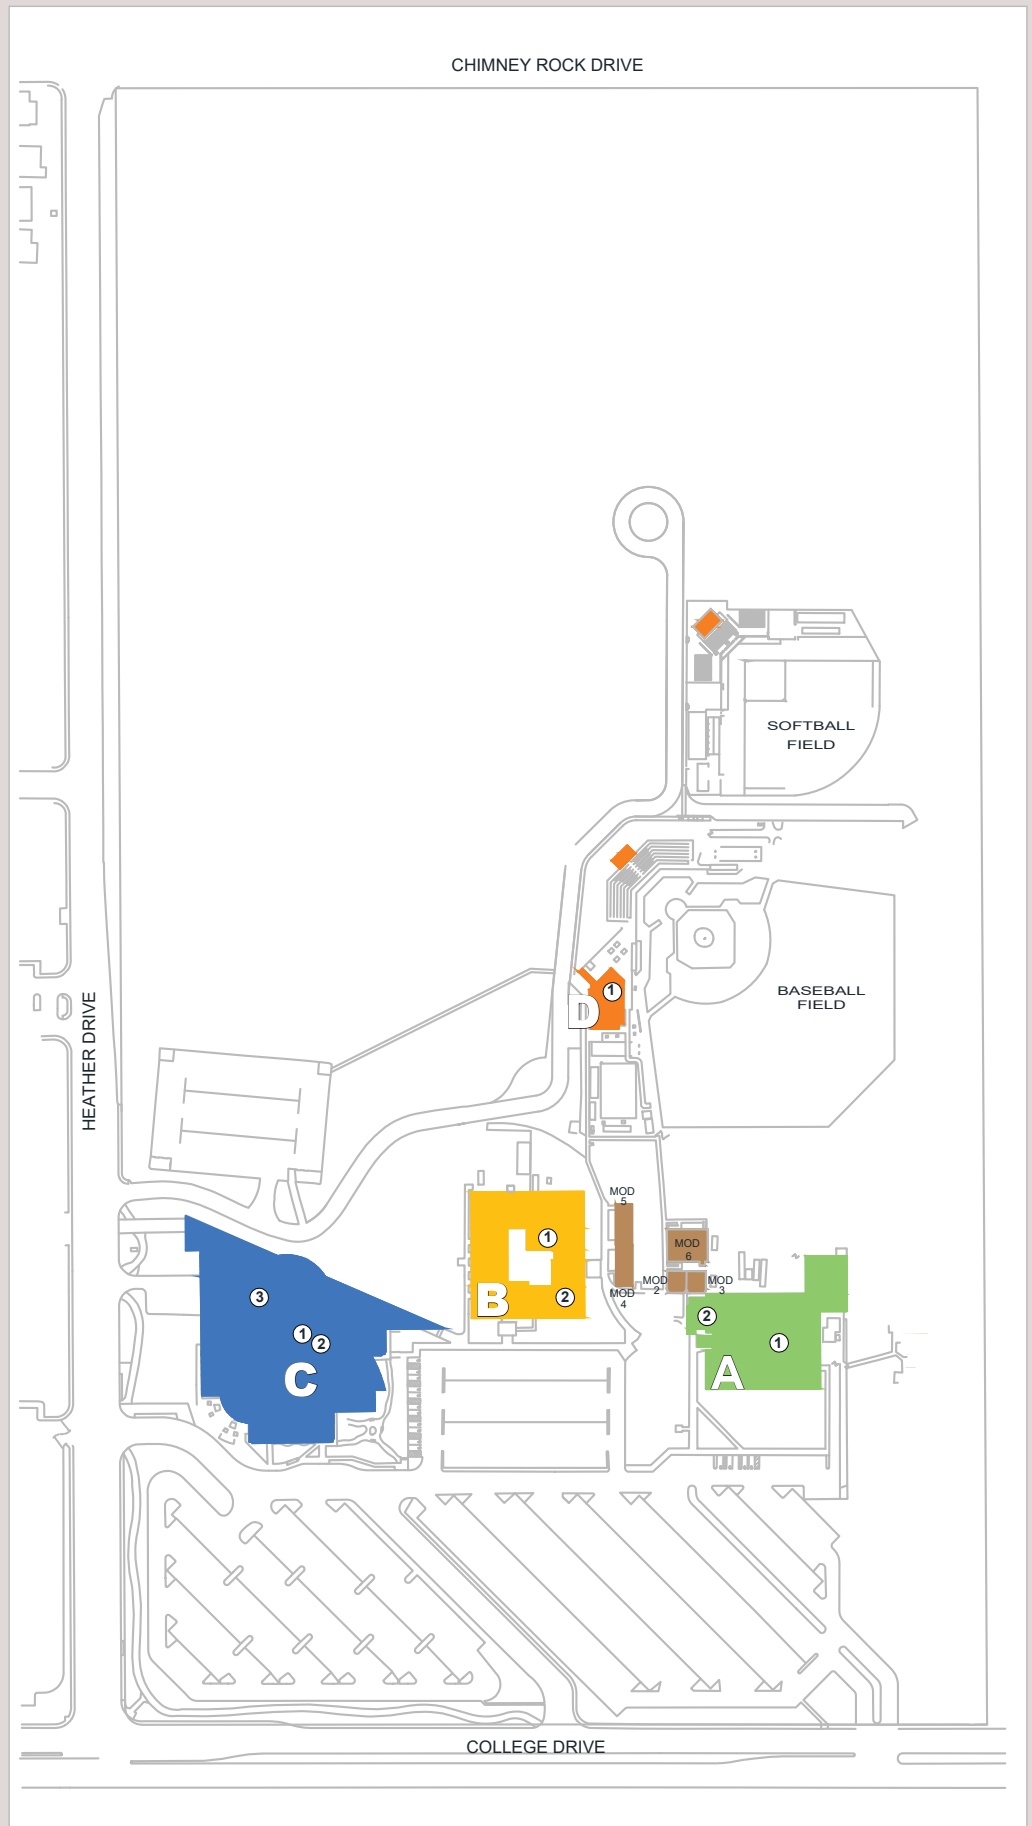 CHIMNEY ROCK DRIVE
SOFTBALL
FIELD
BASEBALL
FIELD
1
D
HEATHER DRIVE
MOD
5
1
MOD
6
MOD
2
MOD
3
MOD
4
B
2
3
1
2
C
2
1
A
COLLEGE DRIVE